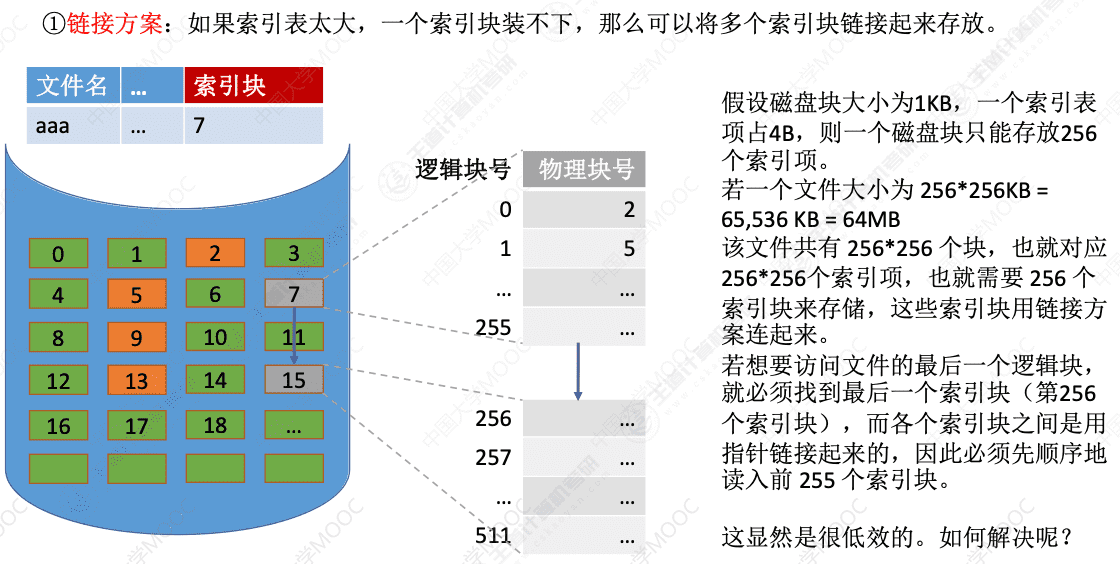 ①链接方案：如果索引表太大，一个索引块装不下，那么可以将多个索引块链接起来存放。
文件名 ... 索引块
aaa ... 7
0 1 2 3
4 5 6 7
8 9 10 11
12 13 14 15
16 17 18 ...
逻辑块号 物理块号
0 2
1 5
... ...
255 ...
256 ...
257 ...
... ...
511 ...
假设磁盘块大小为1KB，一个索引表
项占4B，则一个磁盘块只能存放256
个索引项。
若一个文件大小为 256*256KB =
65,536 KB = 64MB
该文件共有 256*256 个块，也就对应
256*256个索引项，也就需要 256 个
索引块来存储，这些索引块用链接方
案连起来。
若想要访问文件的最后一个逻辑块，
就必须找到最后一个索引块（第256
个索引块），而各个索引块之间是用
指针链接起来的，因此必须先顺序地
读入前 255 个索引块。
这显然是很低效的。如何解决呢？